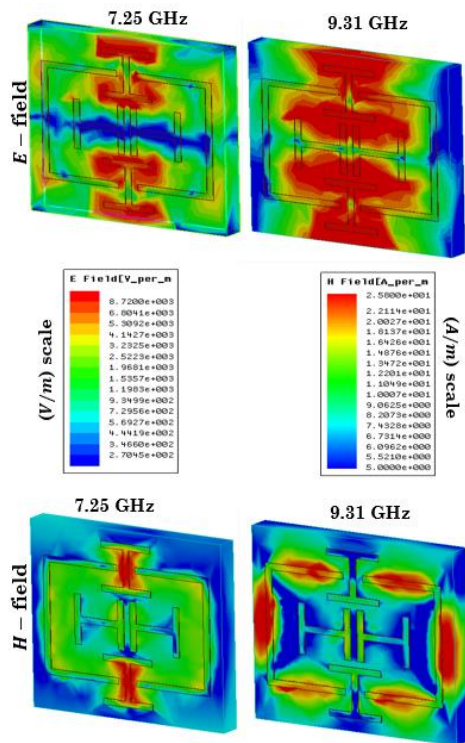 7.25 GHz
9.31 GHz
E − field
E Field[V_per_m
8.7200e+003
6.8041e+003
5.3092e+003
4.1427e+003
3.2325e+003
2.5223e+003
1.9681e+003
1.5357e+003
1.1983e+003
9.3499e+002
7.2956e+002
5.6927e+002
4.4419e+002
3.4660e+002
2.7045e+002
(V/m) scale
H Field[A_per_m
2.5800e+001
2.2114e+001
2.0027e+001
1.8137e+001
1.6426e+001
1.4876e+001
1.3472e+001
1.2201e+001
1.1049e+001
1.0007e+001
9.0625e+000
8.2073e+000
7.4328e+000
6.7314e+000
6.0962e+000
5.5210e+000
5.0000e+000
(A/m) scale
7.25 GHz
9.31 GHz
H − field